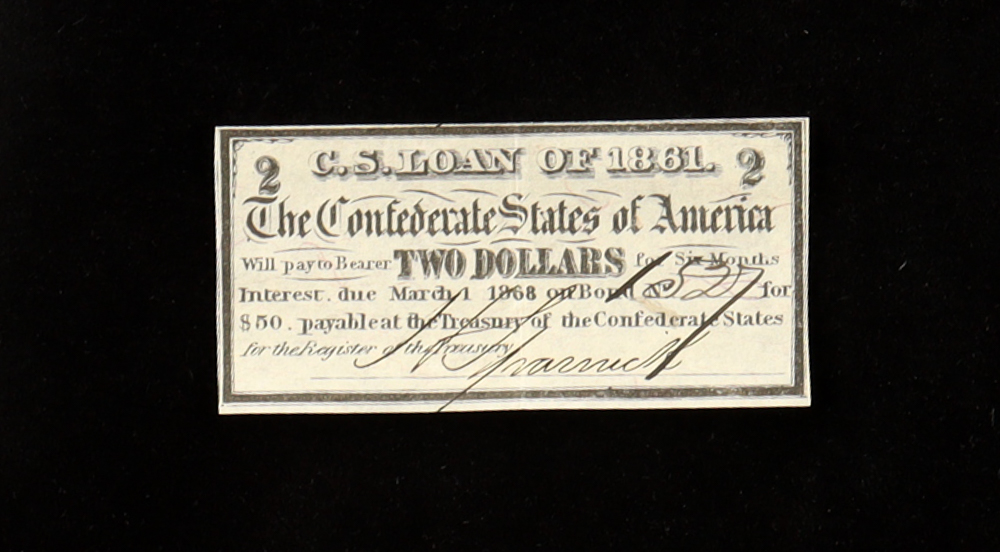 2 C. S. LOAN OF 1861. 2
The Confederate States of America
Will pay to Bearer TWO DOLLARS for Six Months
Interest. due March 1 1868 on Bond No 527 for
$50. payable at the Treasury of the Confederate States
for the Register of the Treasury